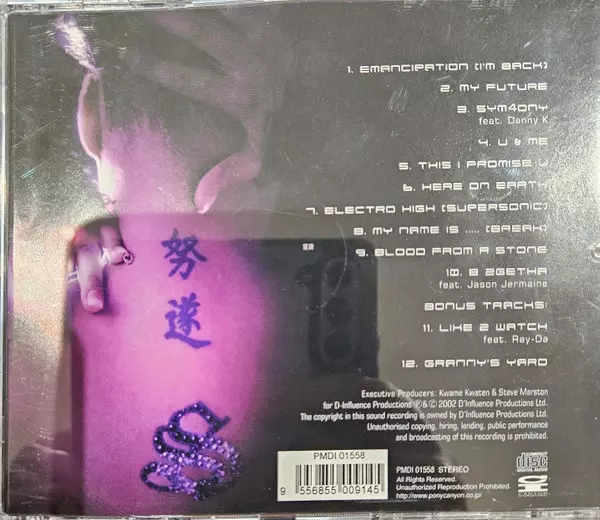 1. EMANCIPATION (I'M BACK)
2. MY FUTURE
3. SYM4ONY
feat. Danny K
4. U & ME
5. THIS I PROMISE U
6. HERE ON EARTH
7. ELECTRO HIGH (SUPERSONIC)
8. MY NAME IS ..... (BREAK)
9. BLOOD FROM A STONE
10. B 2GETHA
feat. Jason Jermaine
BONUS TRACKS:
11. LIKE 2 WATCH
feat. Ray-Da
12. GRANNY'S YARD
努
遂
Executive Producers: Kwame Kwaten & Steve Marston
for D-Influence Productions ℗ & © 2002 D'Influence Productions Ltd.
The copyright in this sound recording is owned by D'Influence Productions Ltd.
Unauthorised copying, hiring, lending, public performance
and broadcasting of this recording is prohibited.
PMDI 01558
9 556855 009145
PMDI 01558 STEREO
All Rights Reserved.
Unauthorized Reproduction Prohibited.
http://www.ponycanyon.co.jp/
COMPACT
disc
DIGITAL AUDIO